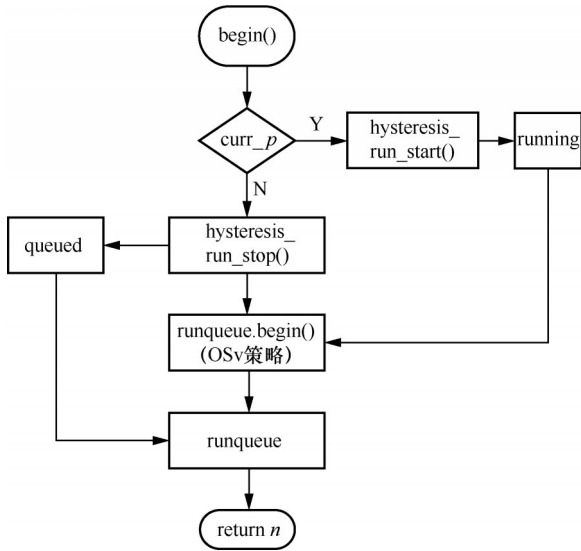 begin()
curr_p
Y
hysteresis_
run_start()
running
N
queued
hysteresis_
run_stop()
runqueue.begin()
（OSv策略）
runqueue
return n